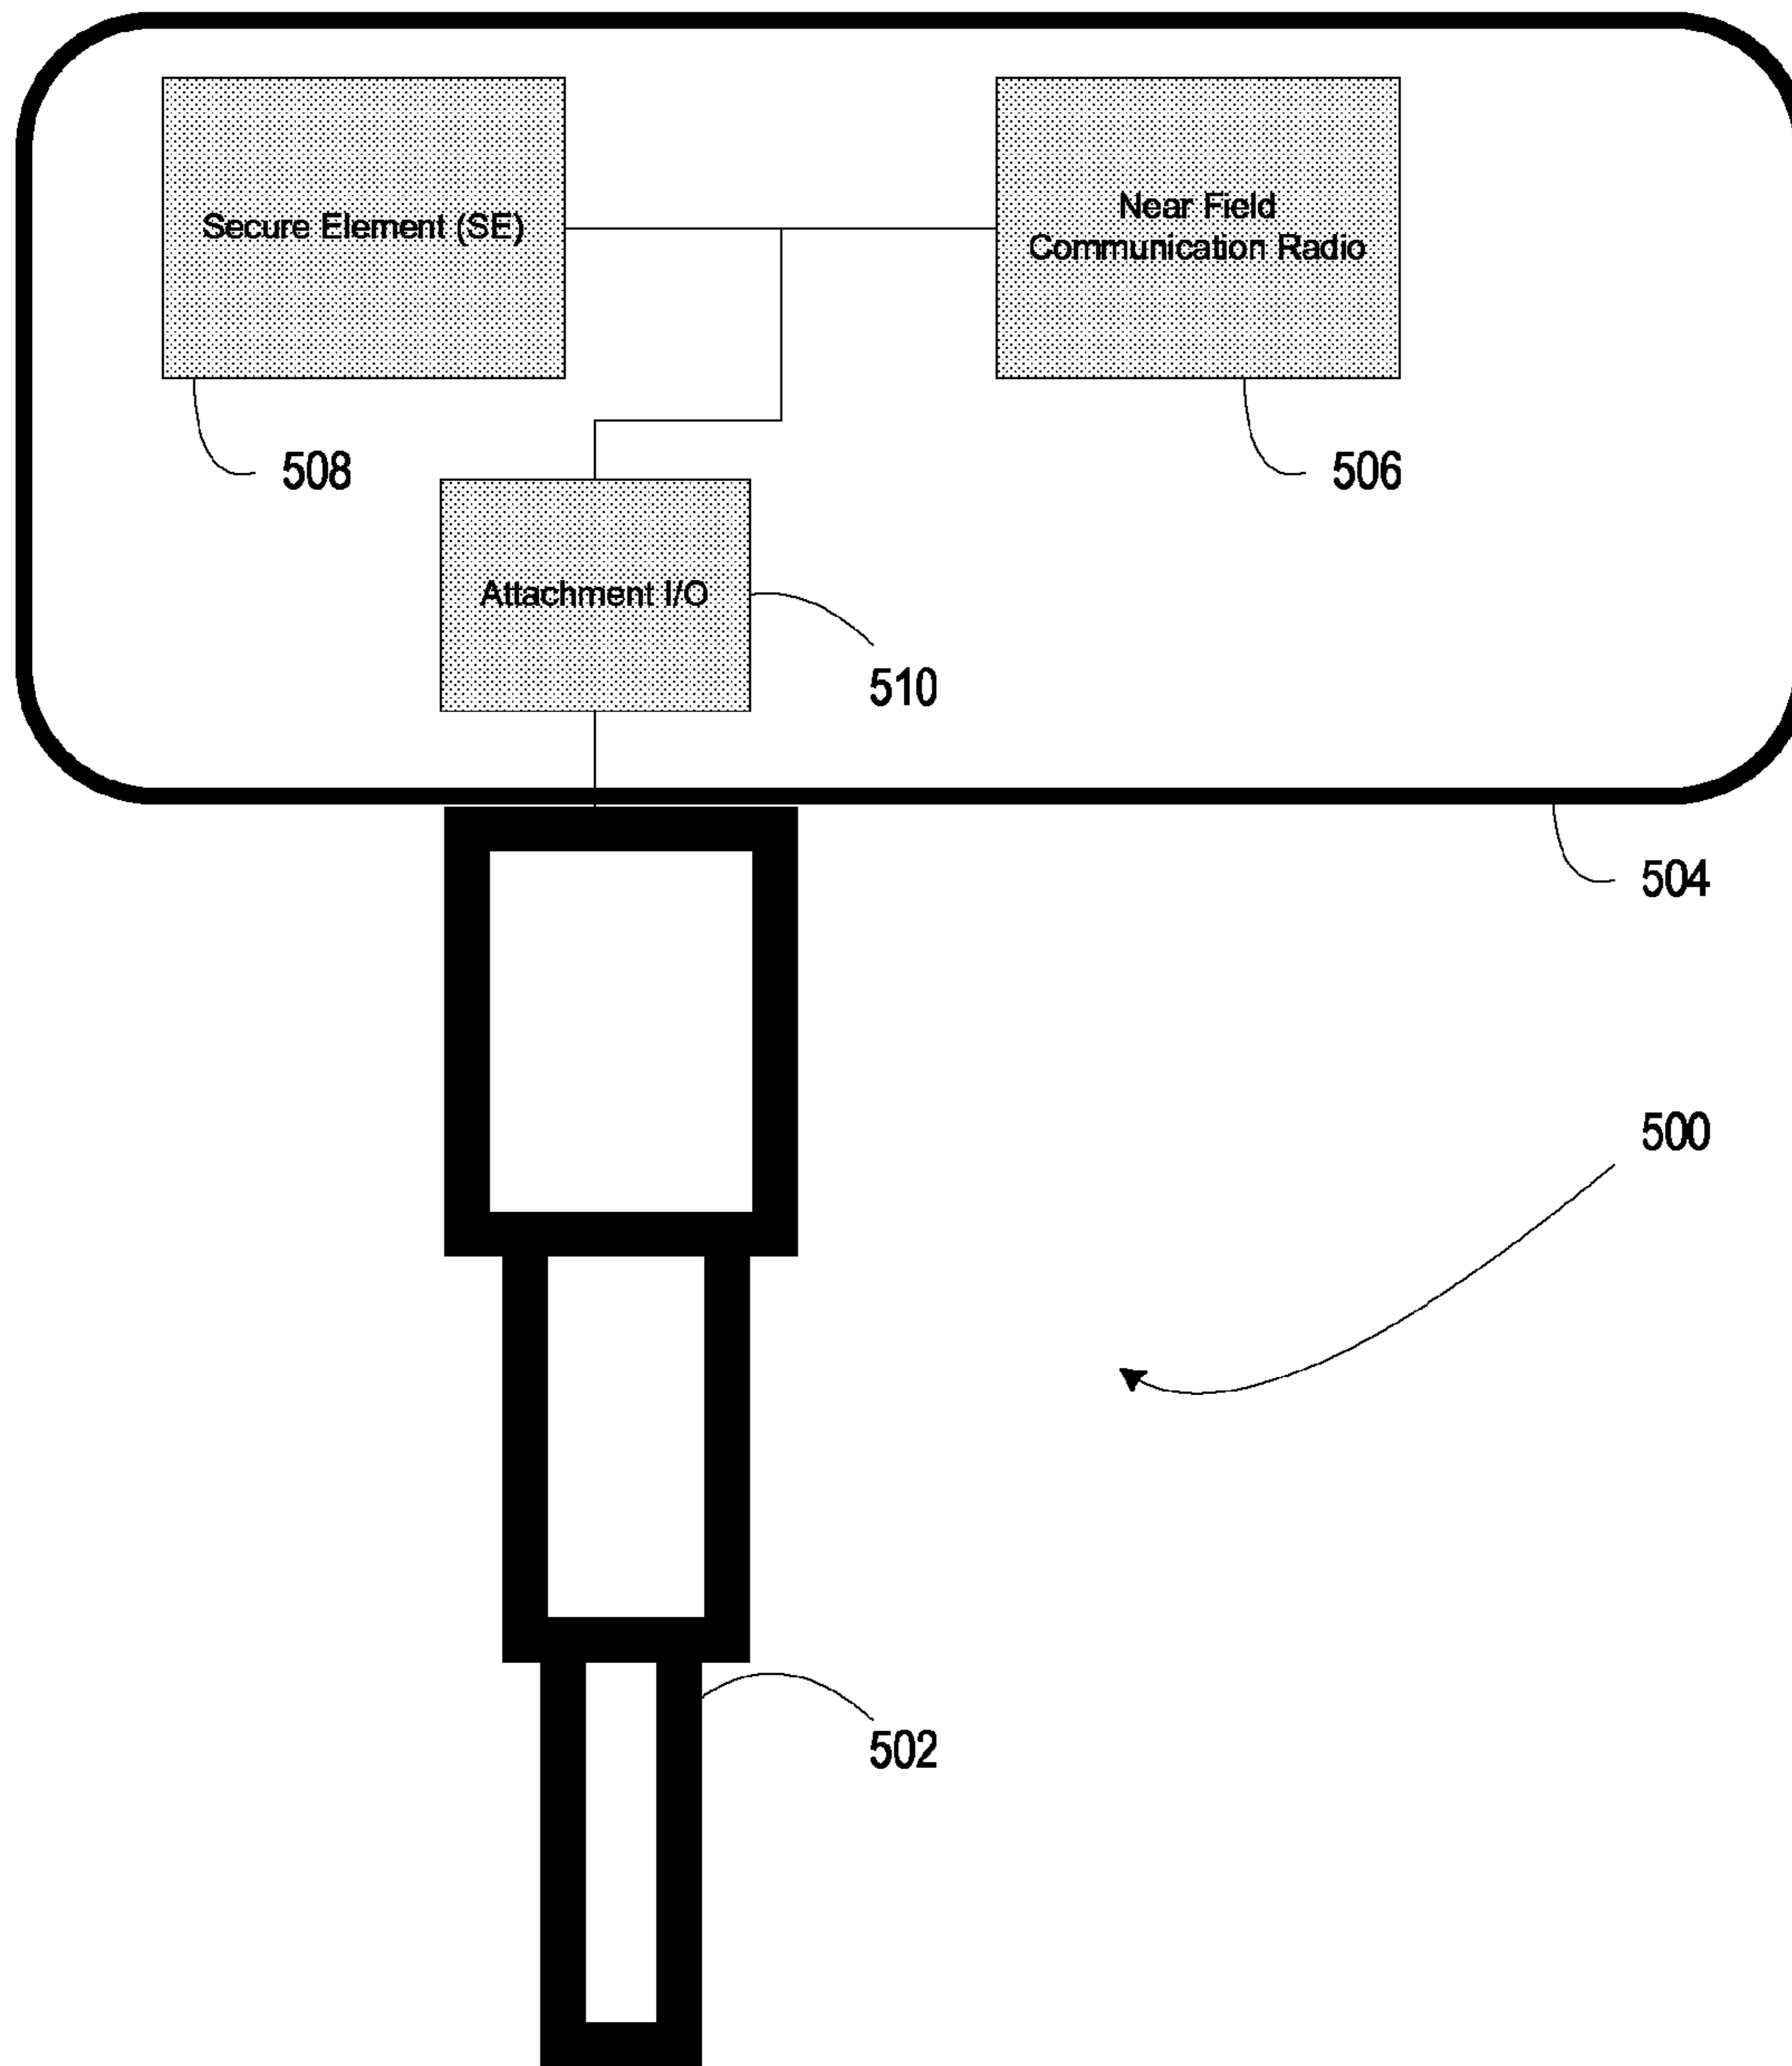 Secure Element (SE)
Near Field
Communication Radio
508
506
Attachment I/O
510
504
500
502